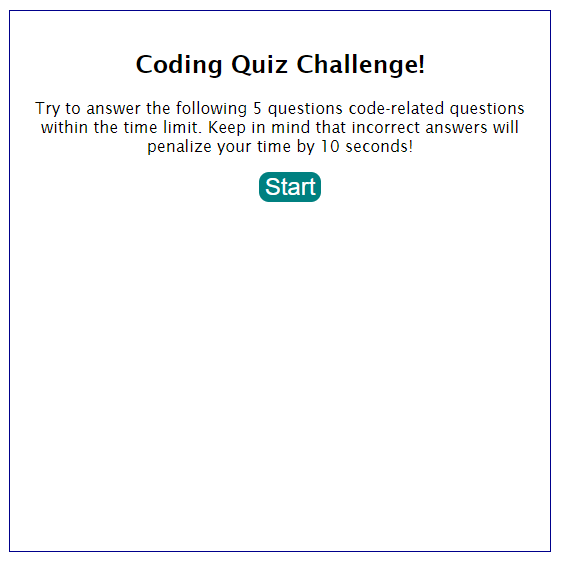 Coding Quiz Challenge!
Try to answer the following 5 questions code-related questions
within the time limit. Keep in mind that incorrect answers will
penalize your time by 10 seconds!
Start